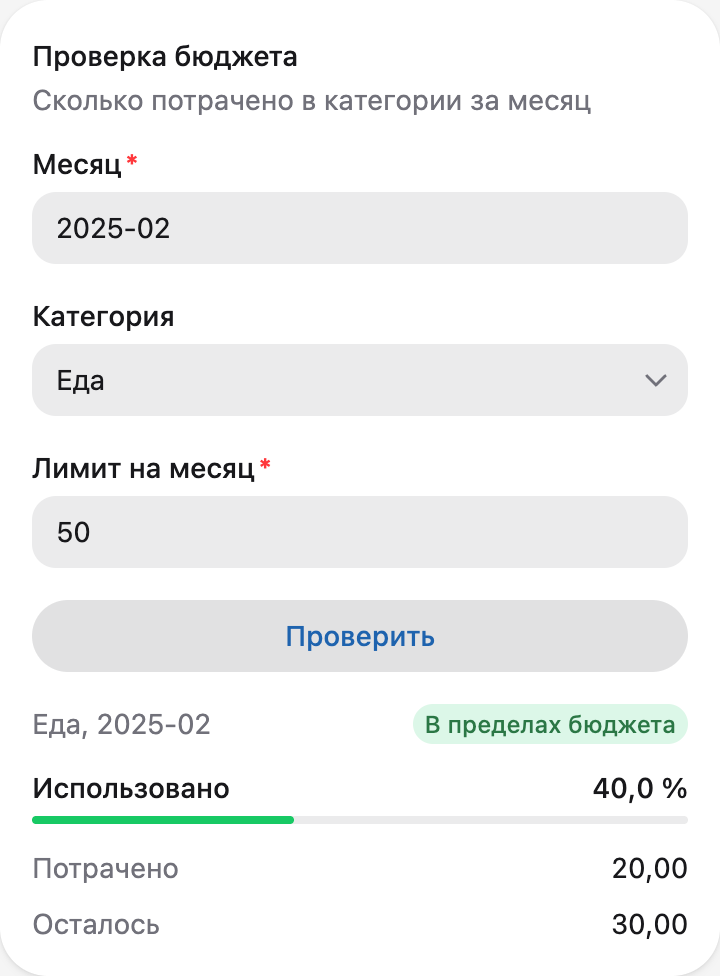 Проверка бюджета
Сколько потрачено в категории за месяц
Месяц*
2025-02
Категория
Еда
Лимит на месяц*
50
Проверить
Еда, 2025-02 В пределах бюджета
Использовано 40,0 %
Потрачено 20,00
Осталось 30,00